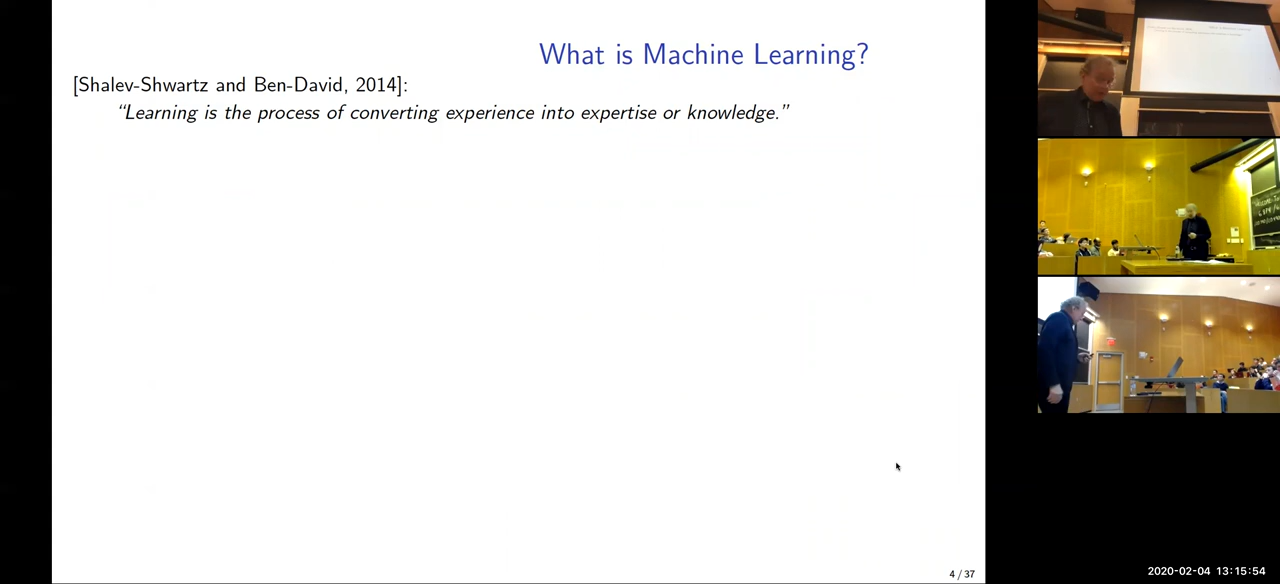 What is Machine Learning?
[Shalev-Shwartz and Ben-David, 2014]:
“Learning is the process of converting experience into expertise or knowledge.”
4 / 37
2020-02-04 13:15:54